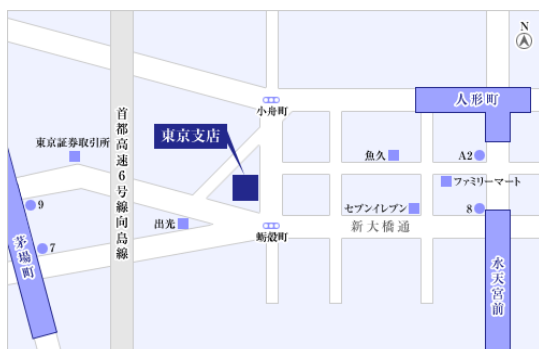 N
人形町
小舟町
東京支店
東京証券取引所
首都高速6号線向島線
魚久
A2
ファミリーマート
9
出光
セブンイレブン
8
蛎殻町
新大橋通
7
茅場町
水天宮前